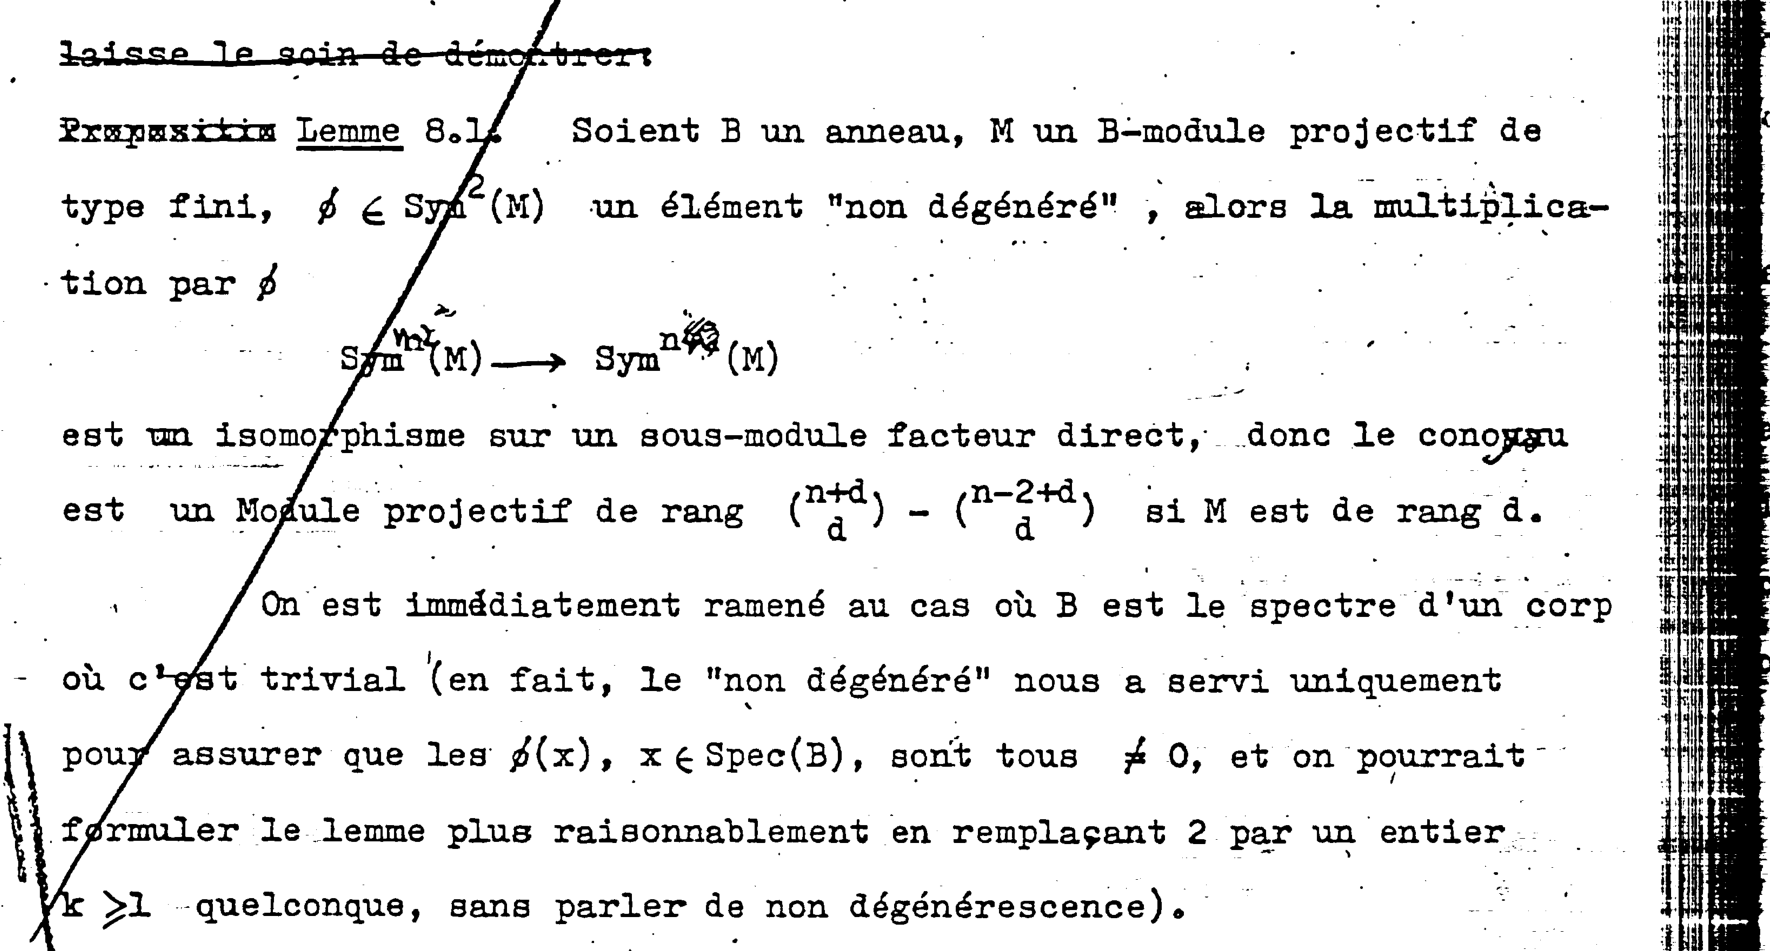 laisse le soin de démontrer:
Propositio Lemme 8.1. Soient B un anneau, M un B-module projectif de
type fini, ϕ ∈ Sym²(M) un élément "non dégénéré" , alors la multiplica-
tion par ϕ
Sym (M) ⟶ Symⁿ (M)
est un isomorphisme sur un sous-module facteur direct, donc le conoyau
est un Module projectif de rang (n+d d) - (n-2+d d) si M est de rang d.
On est immédiatement ramené au cas où B est le spectre d'un corp
où c'est trivial (en fait, le "non dégénéré" nous a servi uniquement
pour assurer que les ϕ(x), x ∈ Spec(B), sont tous ≠ 0, et on pourrait
formuler le lemme plus raisonnablement en remplaçant 2 par un entier
k ⩾1 quelconque, sans parler de non dégénérescence).